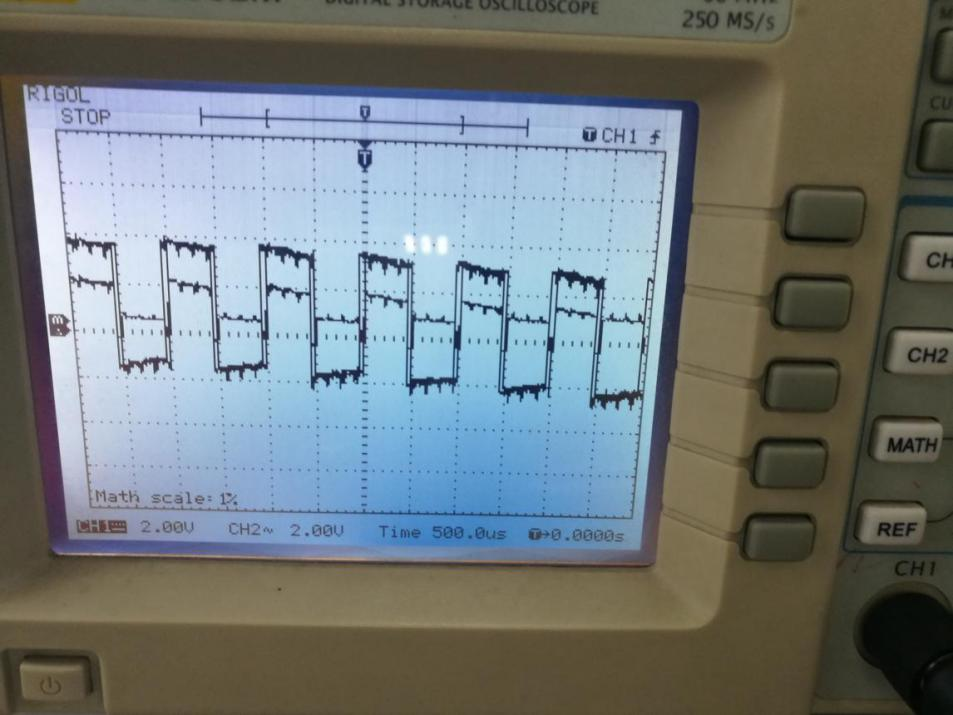 DIGITAL STORAGE OSCILLOSCOPE
250 MS/s
RIGOL
STOP
T
T CH1
T
Math scale: 1%
CH1 2.00V CH2~ 2.00V Time 500.0us T→0.0000s
CH2
MATH
REF
CH1